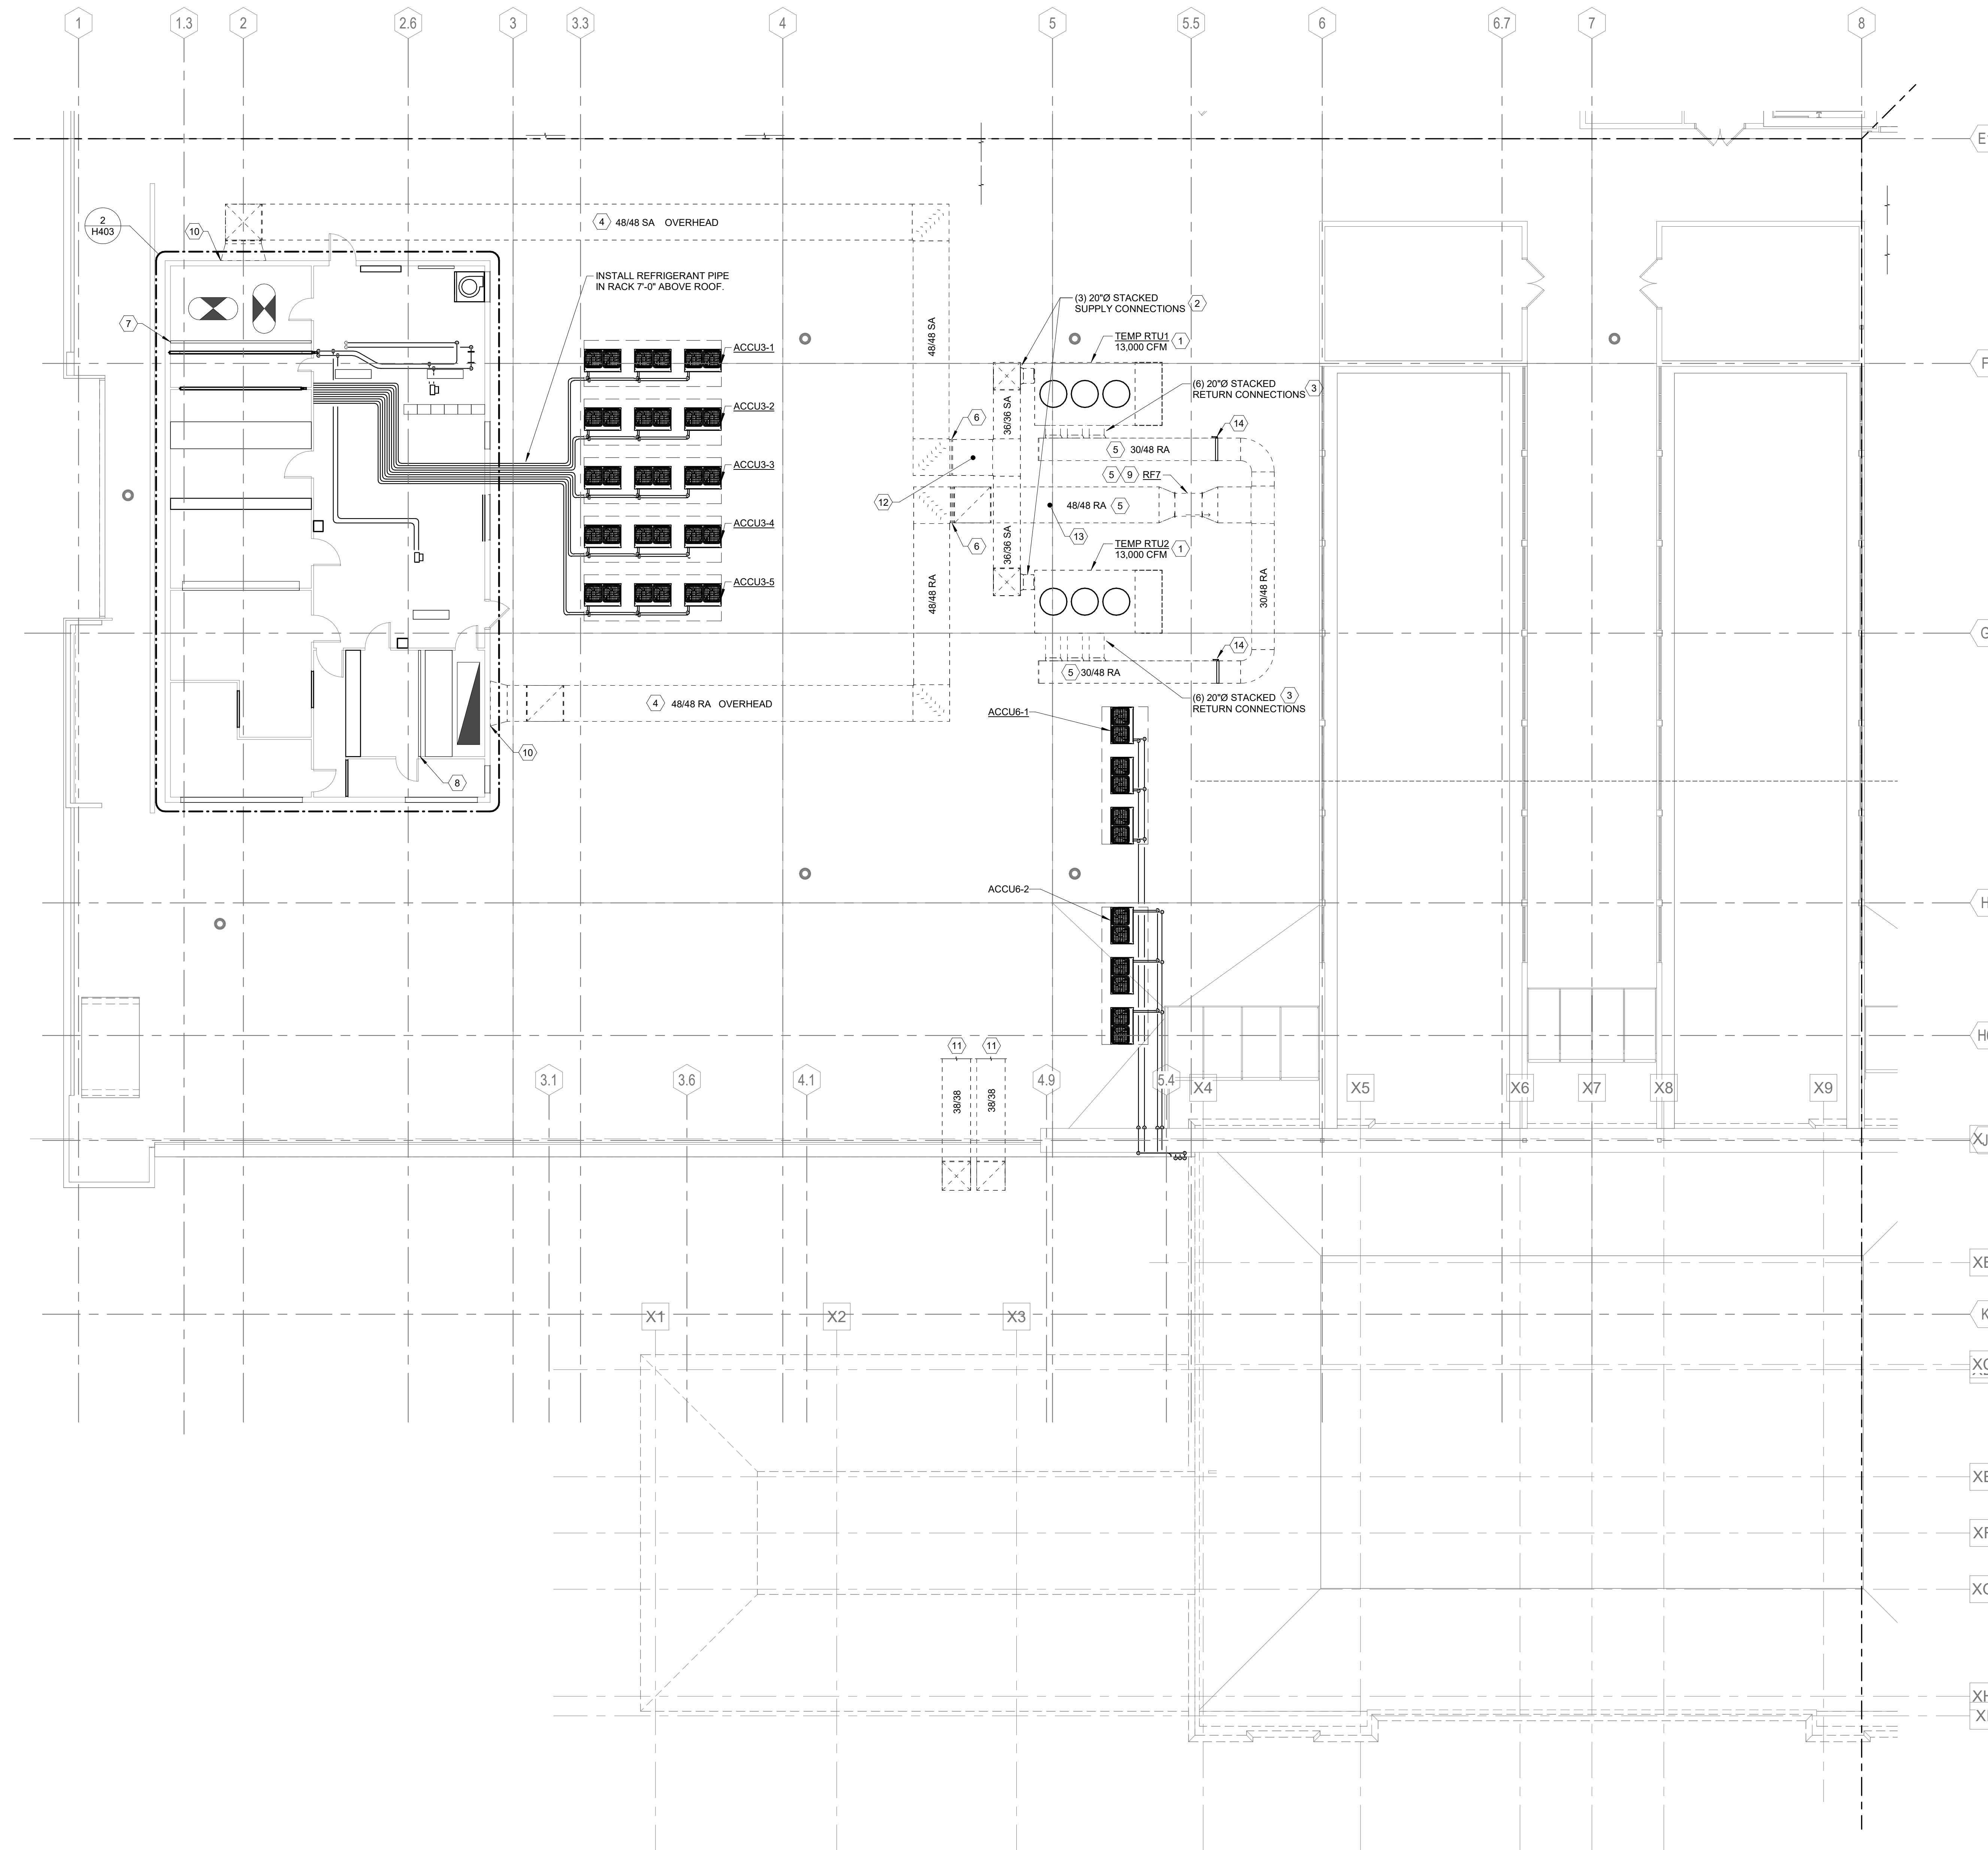 1
1.3
2
2.6
3
3.3
4
5
5.5
6
6.7
7
8
2
H403
10
4
48/48 SA OVERHEAD
INSTALL REFRIGERANT PIPE
IN RACK 7'-0" ABOVE ROOF.
(3) 20"Ø STACKED
SUPPLY CONNECTIONS
2
7
48/48 SA
TEMP RTU1
13,000 CFM
1
ACCU3-1
F
(6) 20"Ø STACKED
RETURN CONNECTIONS
3
36/36 SA
ACCU3-2
6
14
5
30/48 RA
ACCU3-3
5
9
RF7
12
48/48 RA
5
13
ACCU3-4
6
36/36 SA
TEMP RTU2
13,000 CFM
1
ACCU3-5
48/48 RA
30/48 RA
14
5
30/48 RA
4
48/48 RA OVERHEAD
(6) 20"Ø STACKED
RETURN CONNECTIONS
3
ACCU6-1
10
8
ACCU6-2
H
11
11
38/38
38/38
3.1
3.6
4.1
4.9
5.4
X4
X5
X6
X7
X8
X9
XJ
X1
X2
X3
K